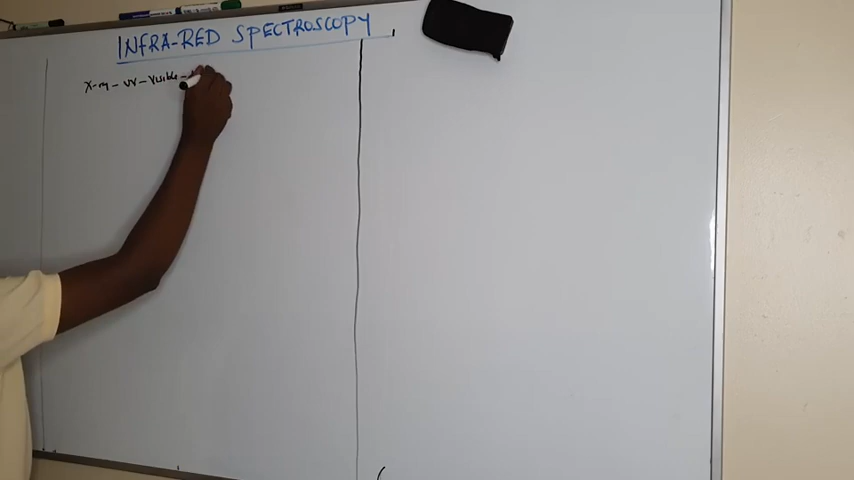 INFRA-RED SPECTROSCOPY
X-ray - UV - Visible -